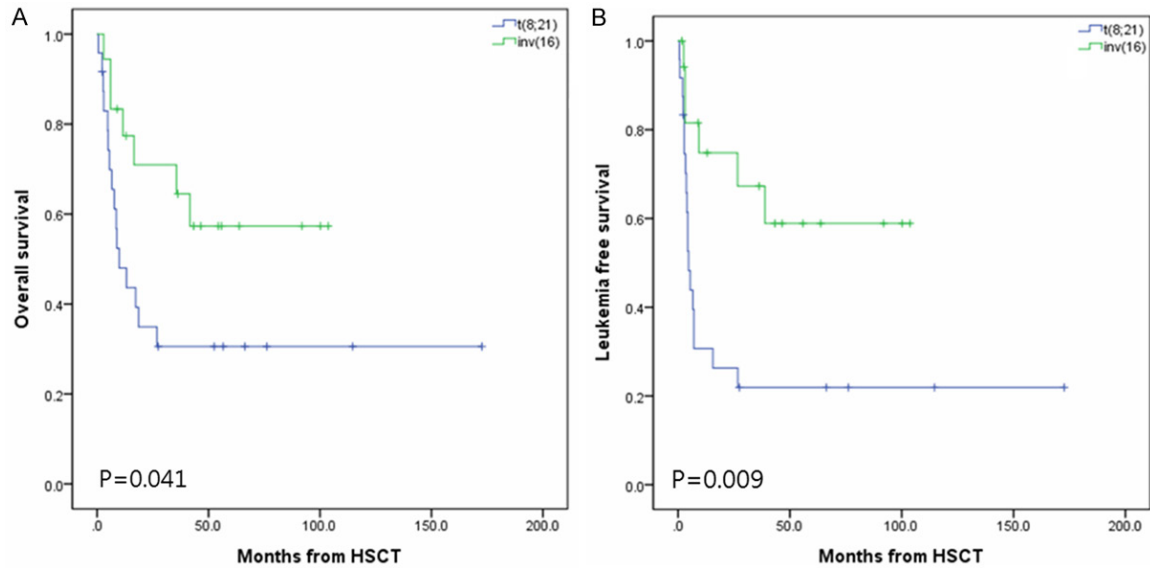 A
t(8;21)
inv(16)
1.0
0.8
0.6
0.4
0.2
0.0
Overall survival
P=0.041
.0 50.0 100.0 150.0 200.0
Months from HSCT
B
t(8;21)
inv(16)
1.0
0.8
0.6
0.4
0.2
0.0
Leukemia free survival
P=0.009
.0 50.0 100.0 150.0 200.0
Months from HSCT